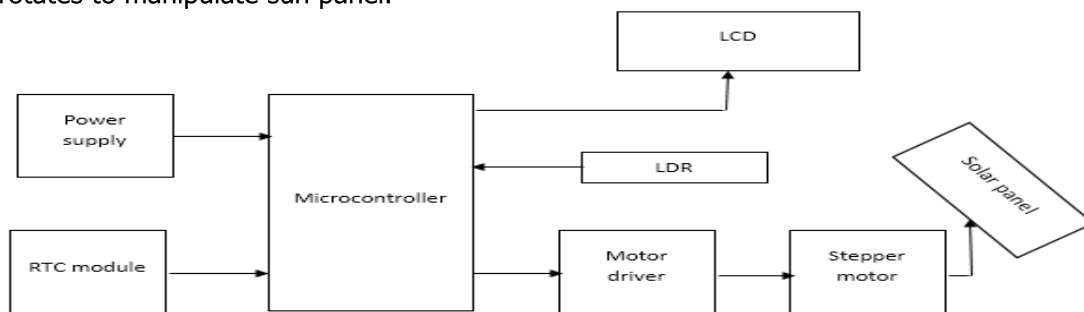 rotates to manipulate sun panel.
LCD
Power
supply
LDR
Solar panel
Microcontroller
RTC module
Motor
driver
Stepper
motor